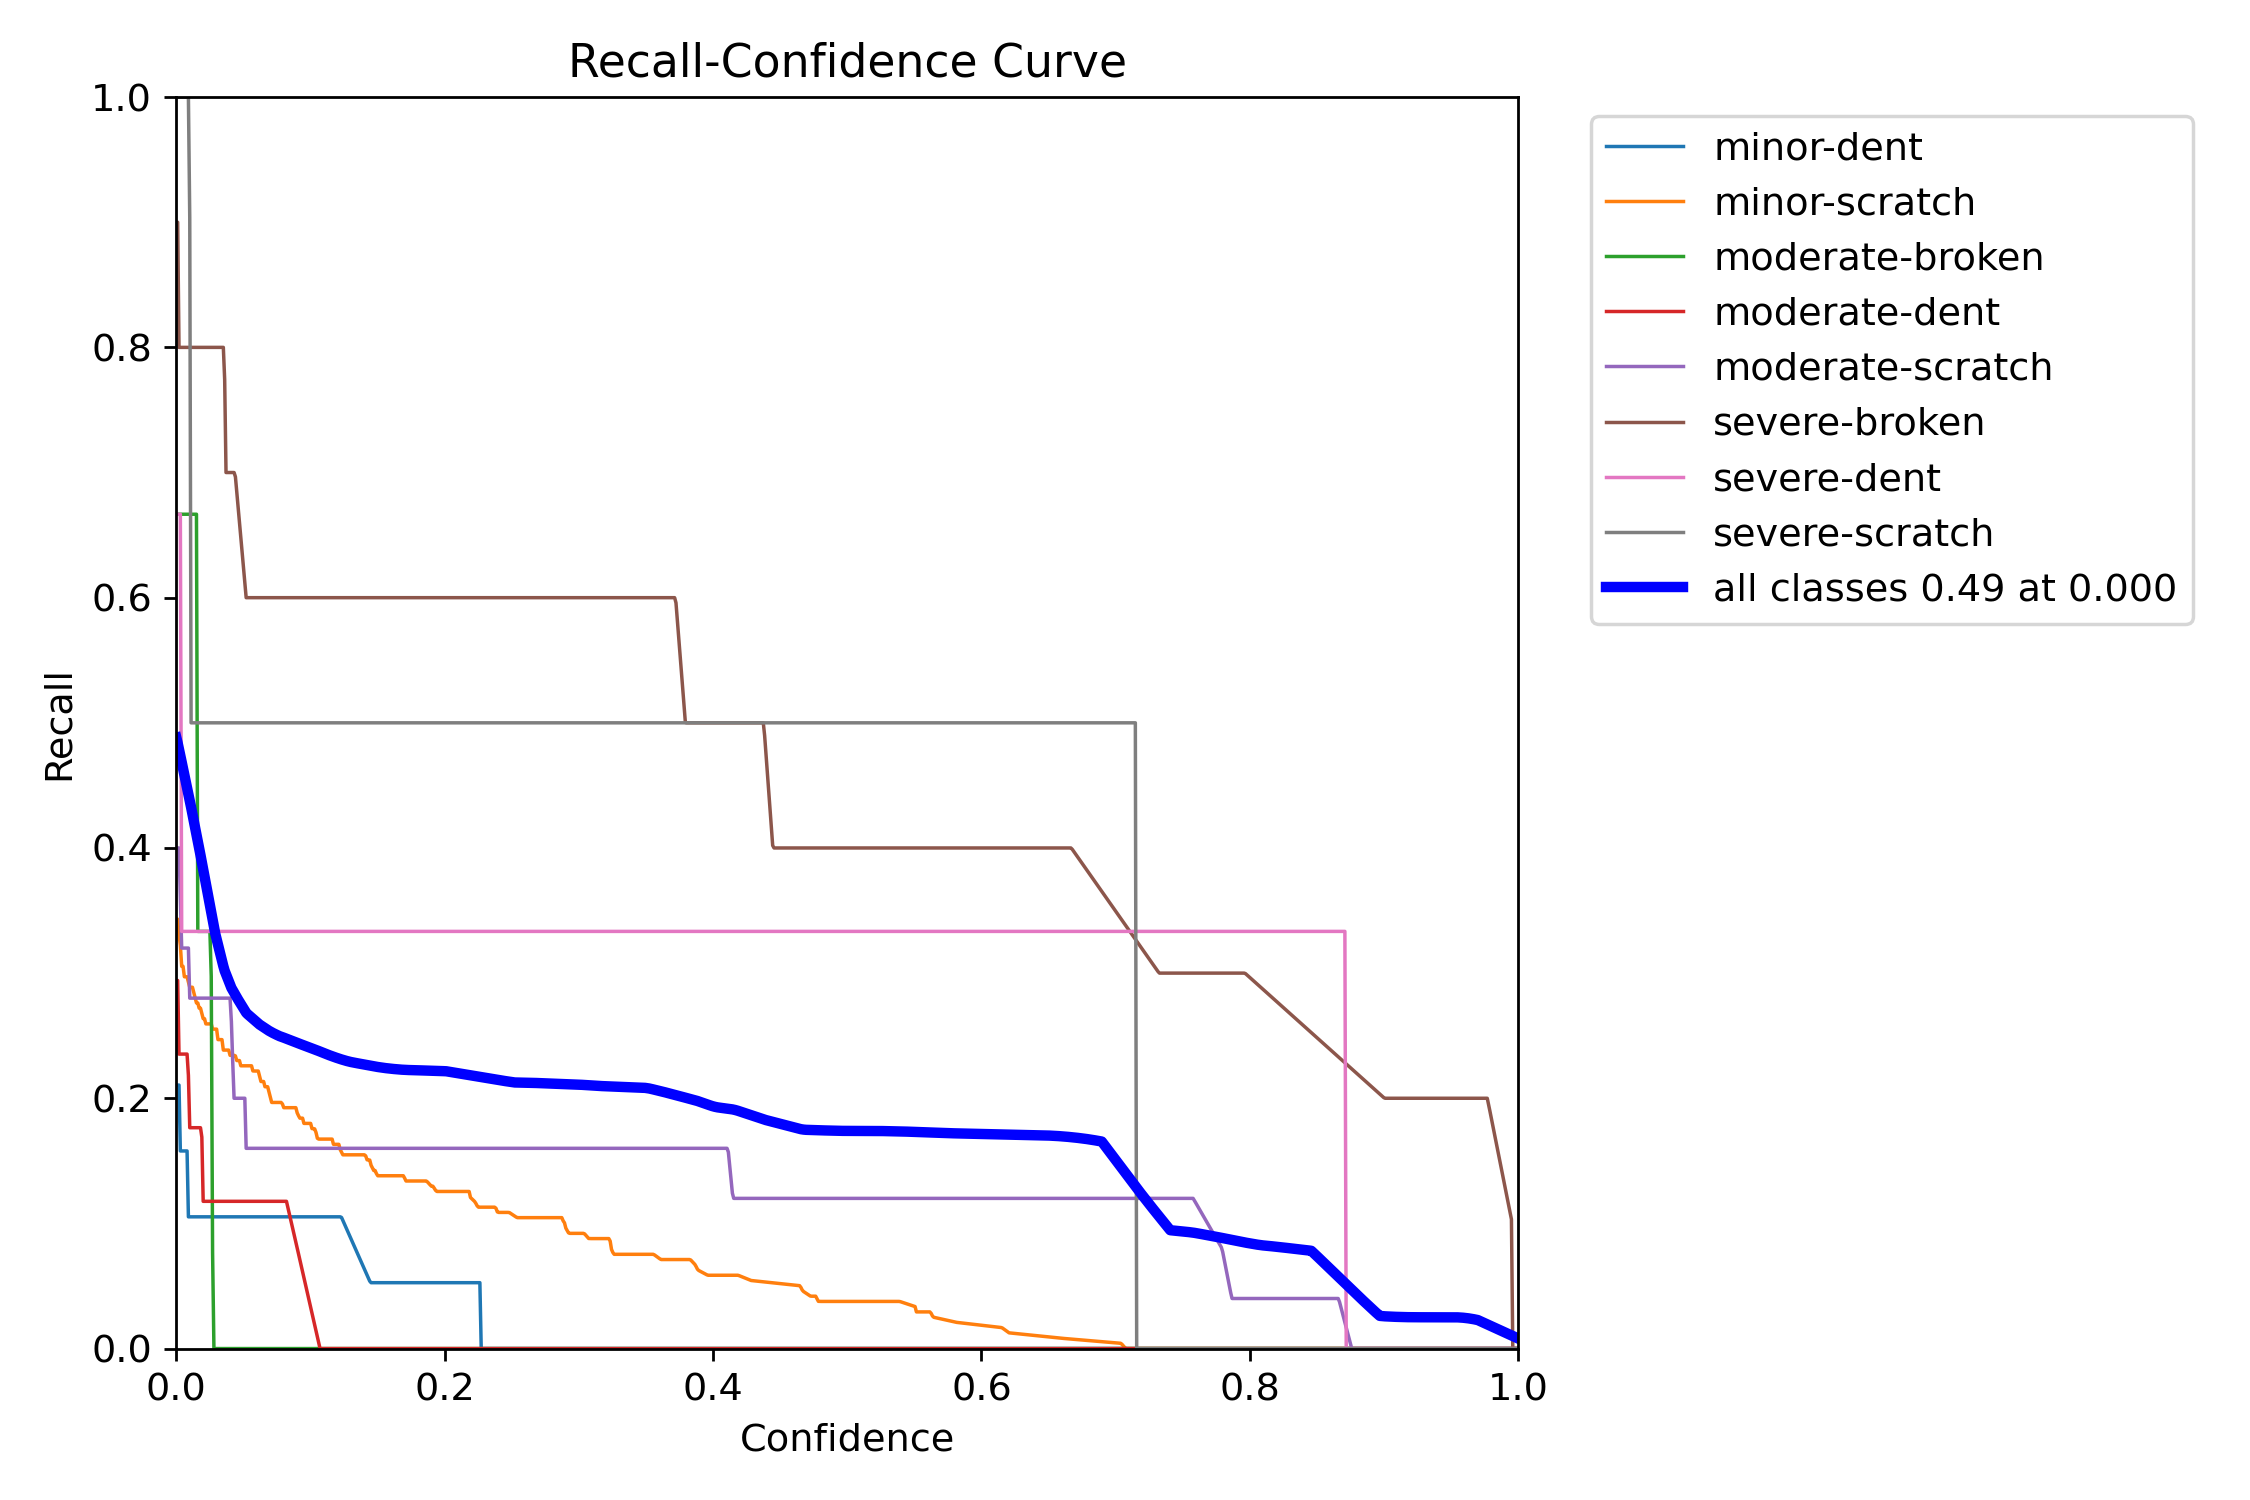 Recall-Confidence Curve
1.0
0.8
0.6
0.4
0.2
0.0
Recall
0.0 0.2 0.4 0.6 0.8 1.0
Confidence
minor-dent
minor-scratch
moderate-broken
moderate-dent
moderate-scratch
severe-broken
severe-dent
severe-scratch
all classes 0.49 at 0.000